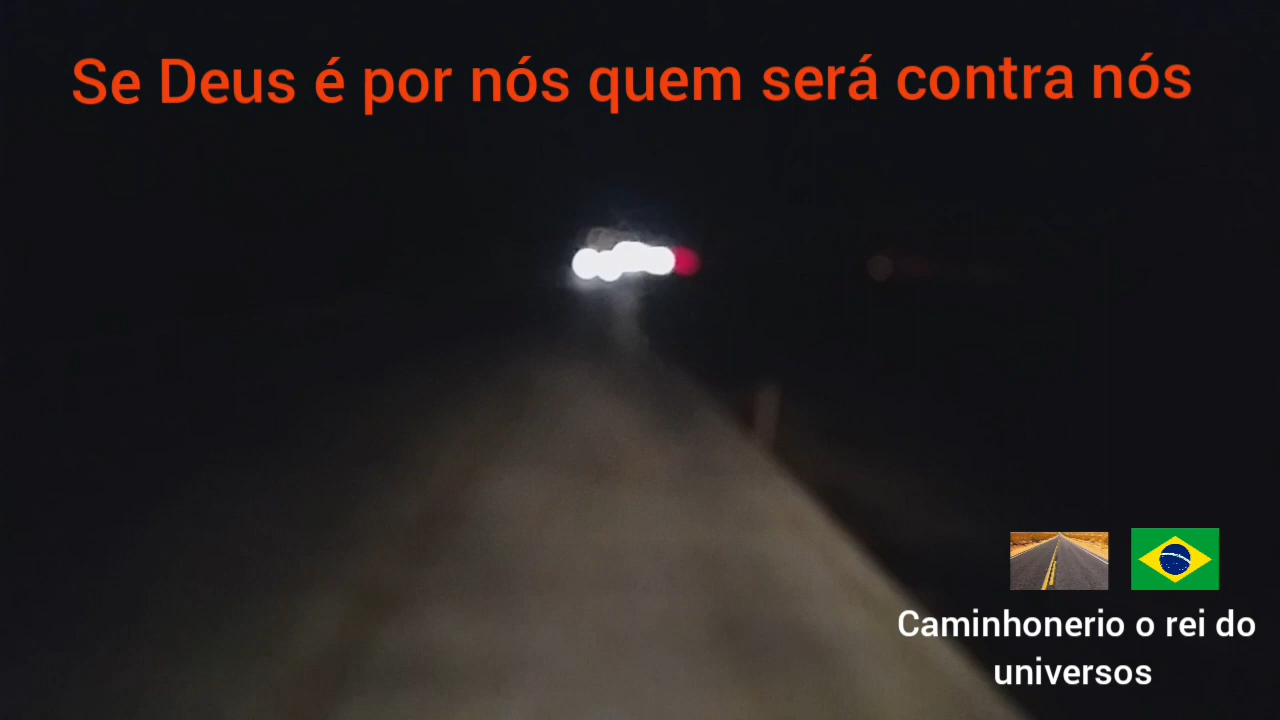 Se Deus é por nós quem será contra nós
Caminhonerio o rei do
universos